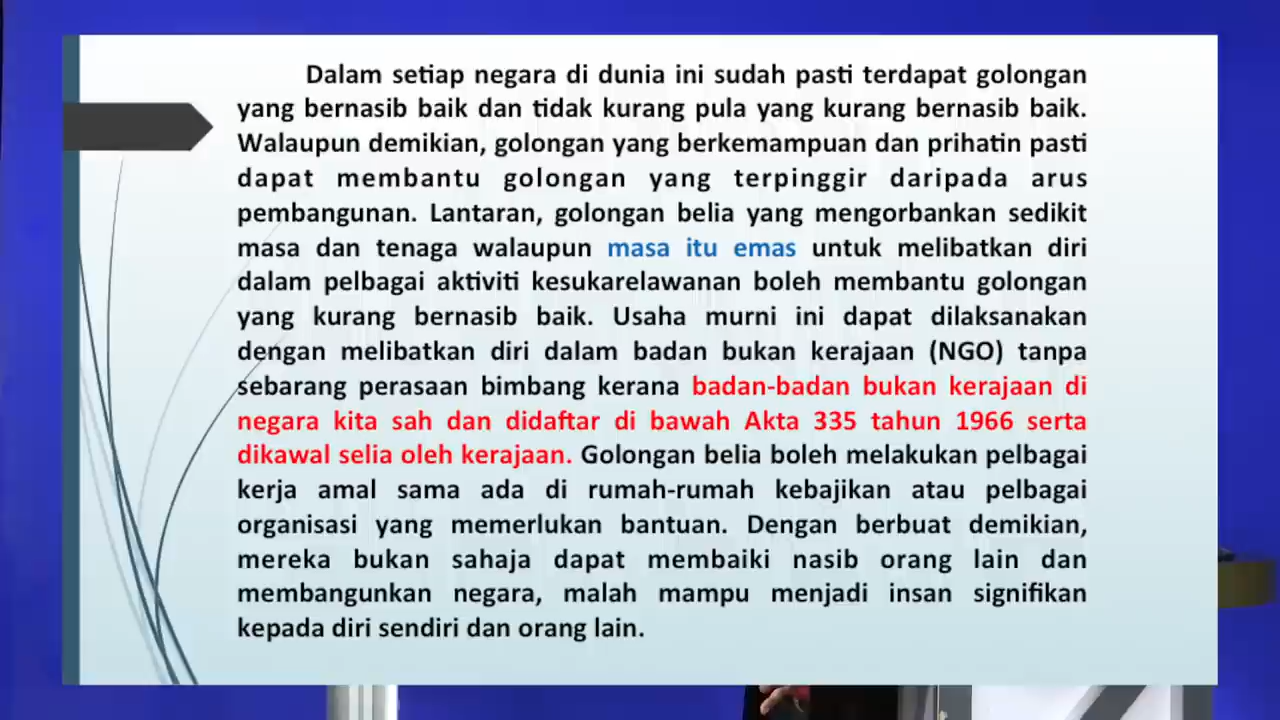 Dalam setiap negara di dunia ini sudah pasti terdapat golongan
yang bernasib baik dan tidak kurang pula yang kurang bernasib baik.
Walaupun demikian, golongan yang berkemampuan dan prihatin pasti
dapat membantu golongan yang terpinggir daripada arus
pembangunan. Lantaran, golongan belia yang mengorbankan sedikit
masa dan tenaga walaupun masa itu emas untuk melibatkan diri
dalam pelbagai aktiviti kesukarelawanan boleh membantu golongan
yang kurang bernasib baik. Usaha murni ini dapat dilaksanakan
dengan melibatkan diri dalam badan bukan kerajaan (NGO) tanpa
sebarang perasaan bimbang kerana badan-badan bukan kerajaan di
negara kita sah dan didaftar di bawah Akta 335 tahun 1966 serta
dikawal selia oleh kerajaan. Golongan belia boleh melakukan pelbagai
kerja amal sama ada di rumah-rumah kebajikan atau pelbagai
organisasi yang memerlukan bantuan. Dengan berbuat demikian,
mereka bukan sahaja dapat membaiki nasib orang lain dan
membangunkan negara, malah mampu menjadi insan signifikan
kepada diri sendiri dan orang lain.